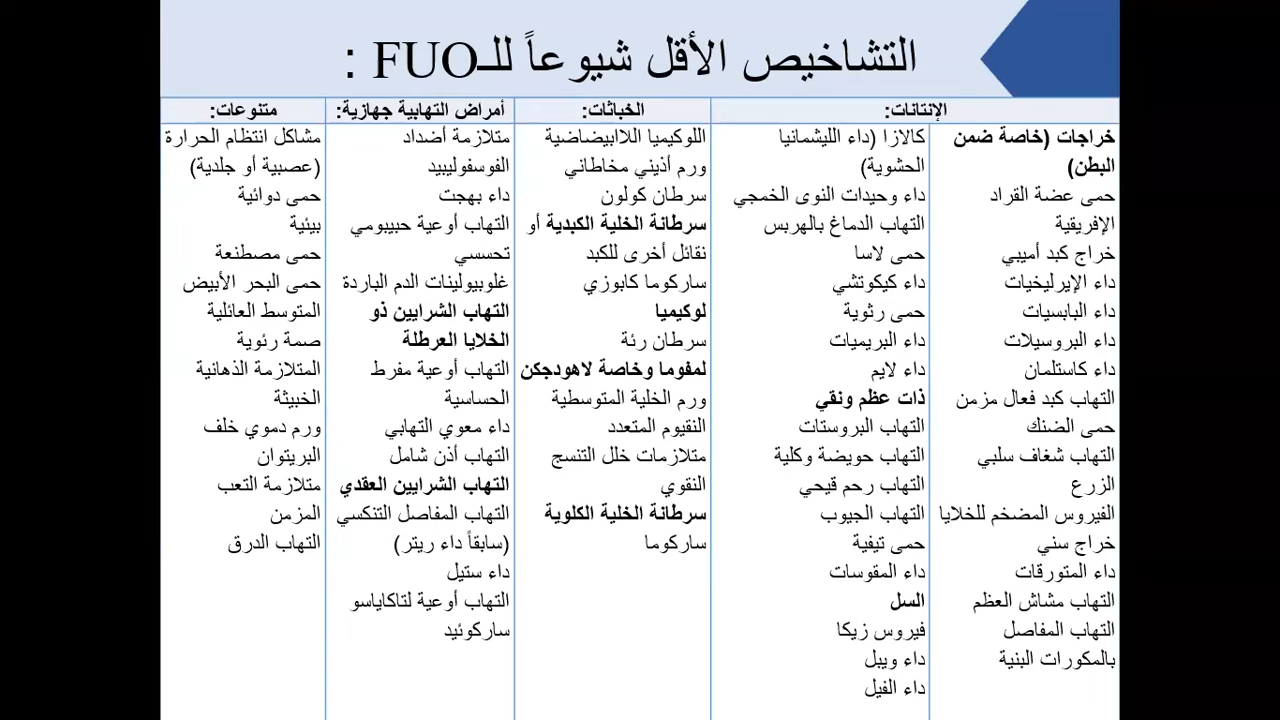 التشاخيص الأقل شيوعاً للـFUO :
الإنتانات:
خراجات (خاصة ضمن
البطن)
حمى عضة القراد
الإفريقية
خراج كبد أميبي
داء الإيرليخيات
داء البابسيات
داء البروسيلات
داء كاستلمان
التهاب كبد فعال مزمن
حمى الضنك
التهاب شغاف سلبي
الزرع
الفيروس المضخم للخلايا
خراج سني
داء المتورقات
التهاب مشاش العظم
التهاب المفاصل
بالمكورات البنية
كالازا (داء الليشمانيا
الحشوية)
داء وحيدات النوى الخمجي
التهاب الدماغ بالهربس
حمى لاسا
داء كيكوتشي
حمى رثوية
داء البريميات
داء لايم
ذات عظم ونقي
التهاب البروستات
التهاب حويضة وكلية
التهاب رحم قيحي
التهاب الجيوب
حمى تيفية
داء المقوسات
السل
فيروس زيكا
داء ويبل
داء الفيل
الخباثات:
اللوكيميا اللاابيضاضية
ورم أذيني مخاطاني
سرطان كولون
سرطانة الخلية الكبدية أو
نقائل أخرى للكبد
ساركوما كابوزي
لوكيميا
سرطان رئة
لمفوما وخاصة لاهودجكن
ورم الخلية المتوسطية
النقيوم المتعدد
متلازمات خلل التنسج
النقوي
سرطانة الخلية الكلوية
ساركوما
أمراض التهابية جهازية:
متلازمة أضداد
الفوسفوليبيد
داء بهجت
التهاب أوعية حبيبومي
تحسسي
غلوبيولينات الدم الباردة
التهاب الشرايين ذو
الخلايا العرطلة
التهاب أوعية مفرط
الحساسية
داء معوي التهابي
التهاب أذن شامل
التهاب الشرايين العقدي
التهاب المفاصل التنكسي
(سابقاً داء ريتر)
داء ستيل
التهاب أوعية لتاكاياسو
ساركوئيد
متنوعات:
مشاكل انتظام الحرارة
(عصبية أو جلدية)
حمى دوائية
بيئية
حمى مصطنعة
حمى البحر الأبيض
المتوسط العائلية
صمة رئوية
المتلازمة الذهانية
الخبيثة
ورم دموي خلف
البريتوان
متلازمة التعب
المزمن
التهاب الدرق